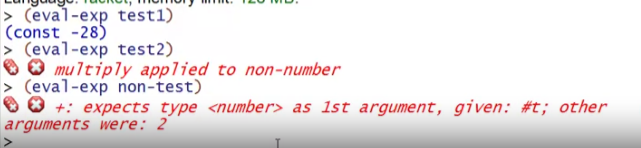 Language: racket; memory limit: 128 MB.
> (eval-exp test1)
(const -28)
> (eval-exp test2)
multiply applied to non-number
> (eval-exp non-test)
+: expects type <number> as 1st argument, given: #t; other
arguments were: 2
>